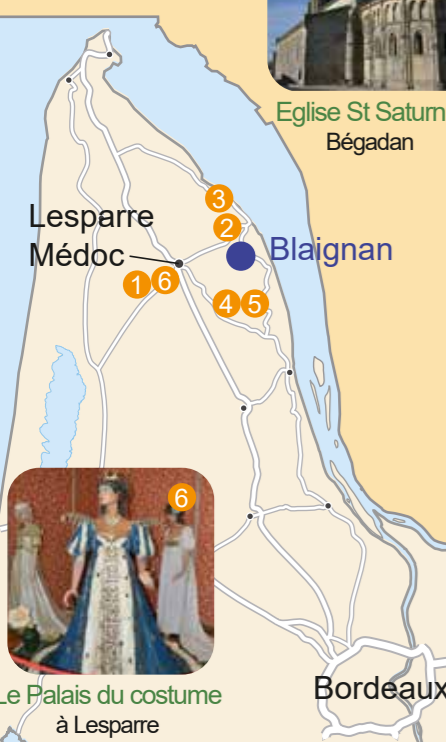 Eglise St Saturn
Bégadan
3
2
Lesparre
Médoc
Blaignan
1 6
4 5
6
Le Palais du costume
à Lesparre
Bordeaux